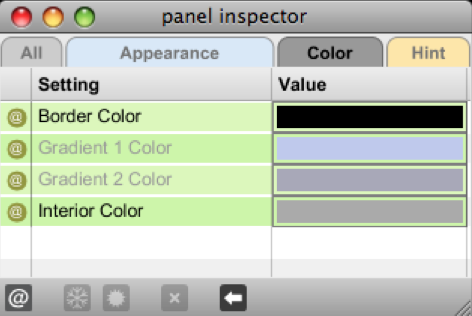 panel inspector
All Appearance Color Hint
Setting Value
@ Border Color
@ Gradient 1 Color
@ Gradient 2 Color
@ Interior Color
@